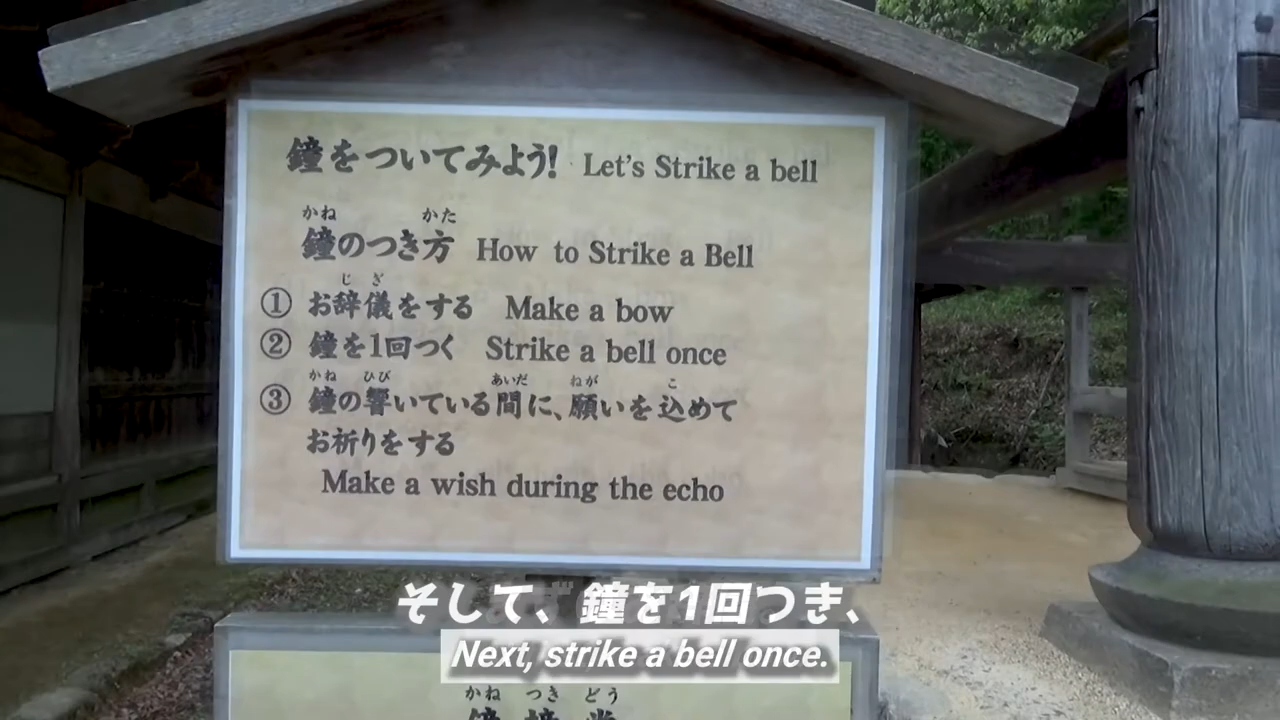 鐘をついてみよう! Let's Strike a bell
かね かた
鐘のつき方 How to Strike a Bell
じ ぎ
① お辞儀をする Make a bow
② 鐘を1回つく Strike a bell once
かね ひび あいだ ねが こ
③ 鐘の響いている間に、願いを込めて
お祈りをする
Make a wish during the echo
そして、鐘を1回つき、
Next, strike a bell once.
かね つき どう